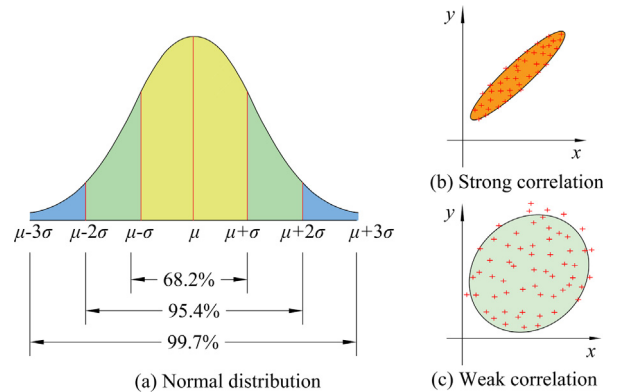 μ-3σ μ-2σ μ-σ μ μ+σ μ+2σ μ+3σ
68.2%
95.4%
99.7%
(a) Normal distribution
y
x
(b) Strong correlation
y
x
(c) Weak correlation